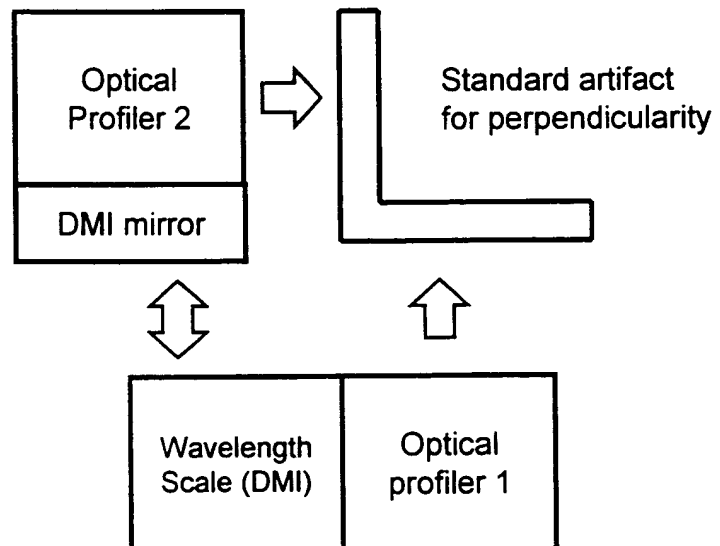 Optical
Profiler 2
Standard artifact
for perpendicularity
DMI mirror
Wavelength
Scale (DMI)
Optical
profiler 1